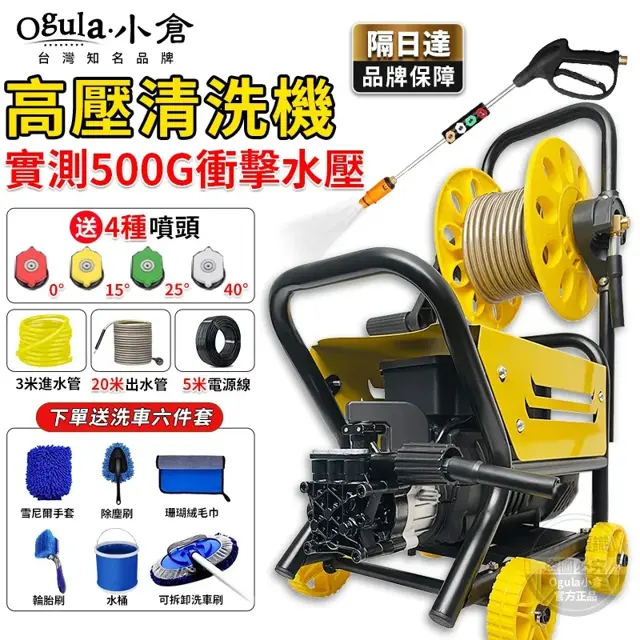 Ogula·小倉
台灣知名品牌
隔日達
品牌保障
高壓清洗機
實測500G衝擊水壓
送4種噴頭
0° 15° 25° 40°
3米進水管 20米出水管 5米電源線
下單送洗車六件套
雪尼爾手套 除塵刷 珊瑚絨毛巾
輪胎刷 水桶 可拆卸洗車刷
Ogula小倉
官方正品